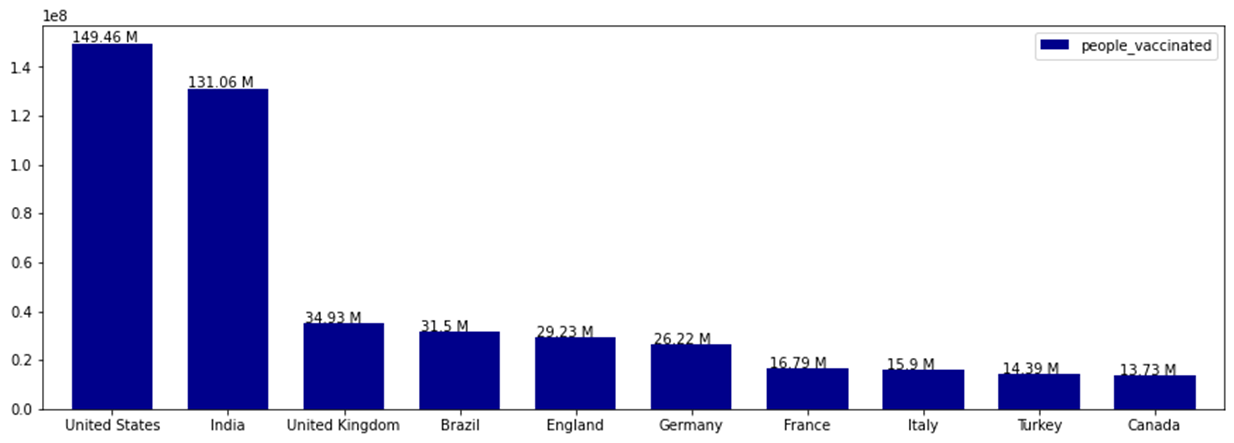 1e8
people_vaccinated
149.46 M
131.06 M
34.93 M
31.5 M
29.23 M
26.22 M
16.79 M
15.9 M
14.39 M
13.73 M
1.4
1.2
1.0
0.8
0.6
0.4
0.2
0.0
United States
India
United Kingdom
Brazil
England
Germany
France
Italy
Turkey
Canada